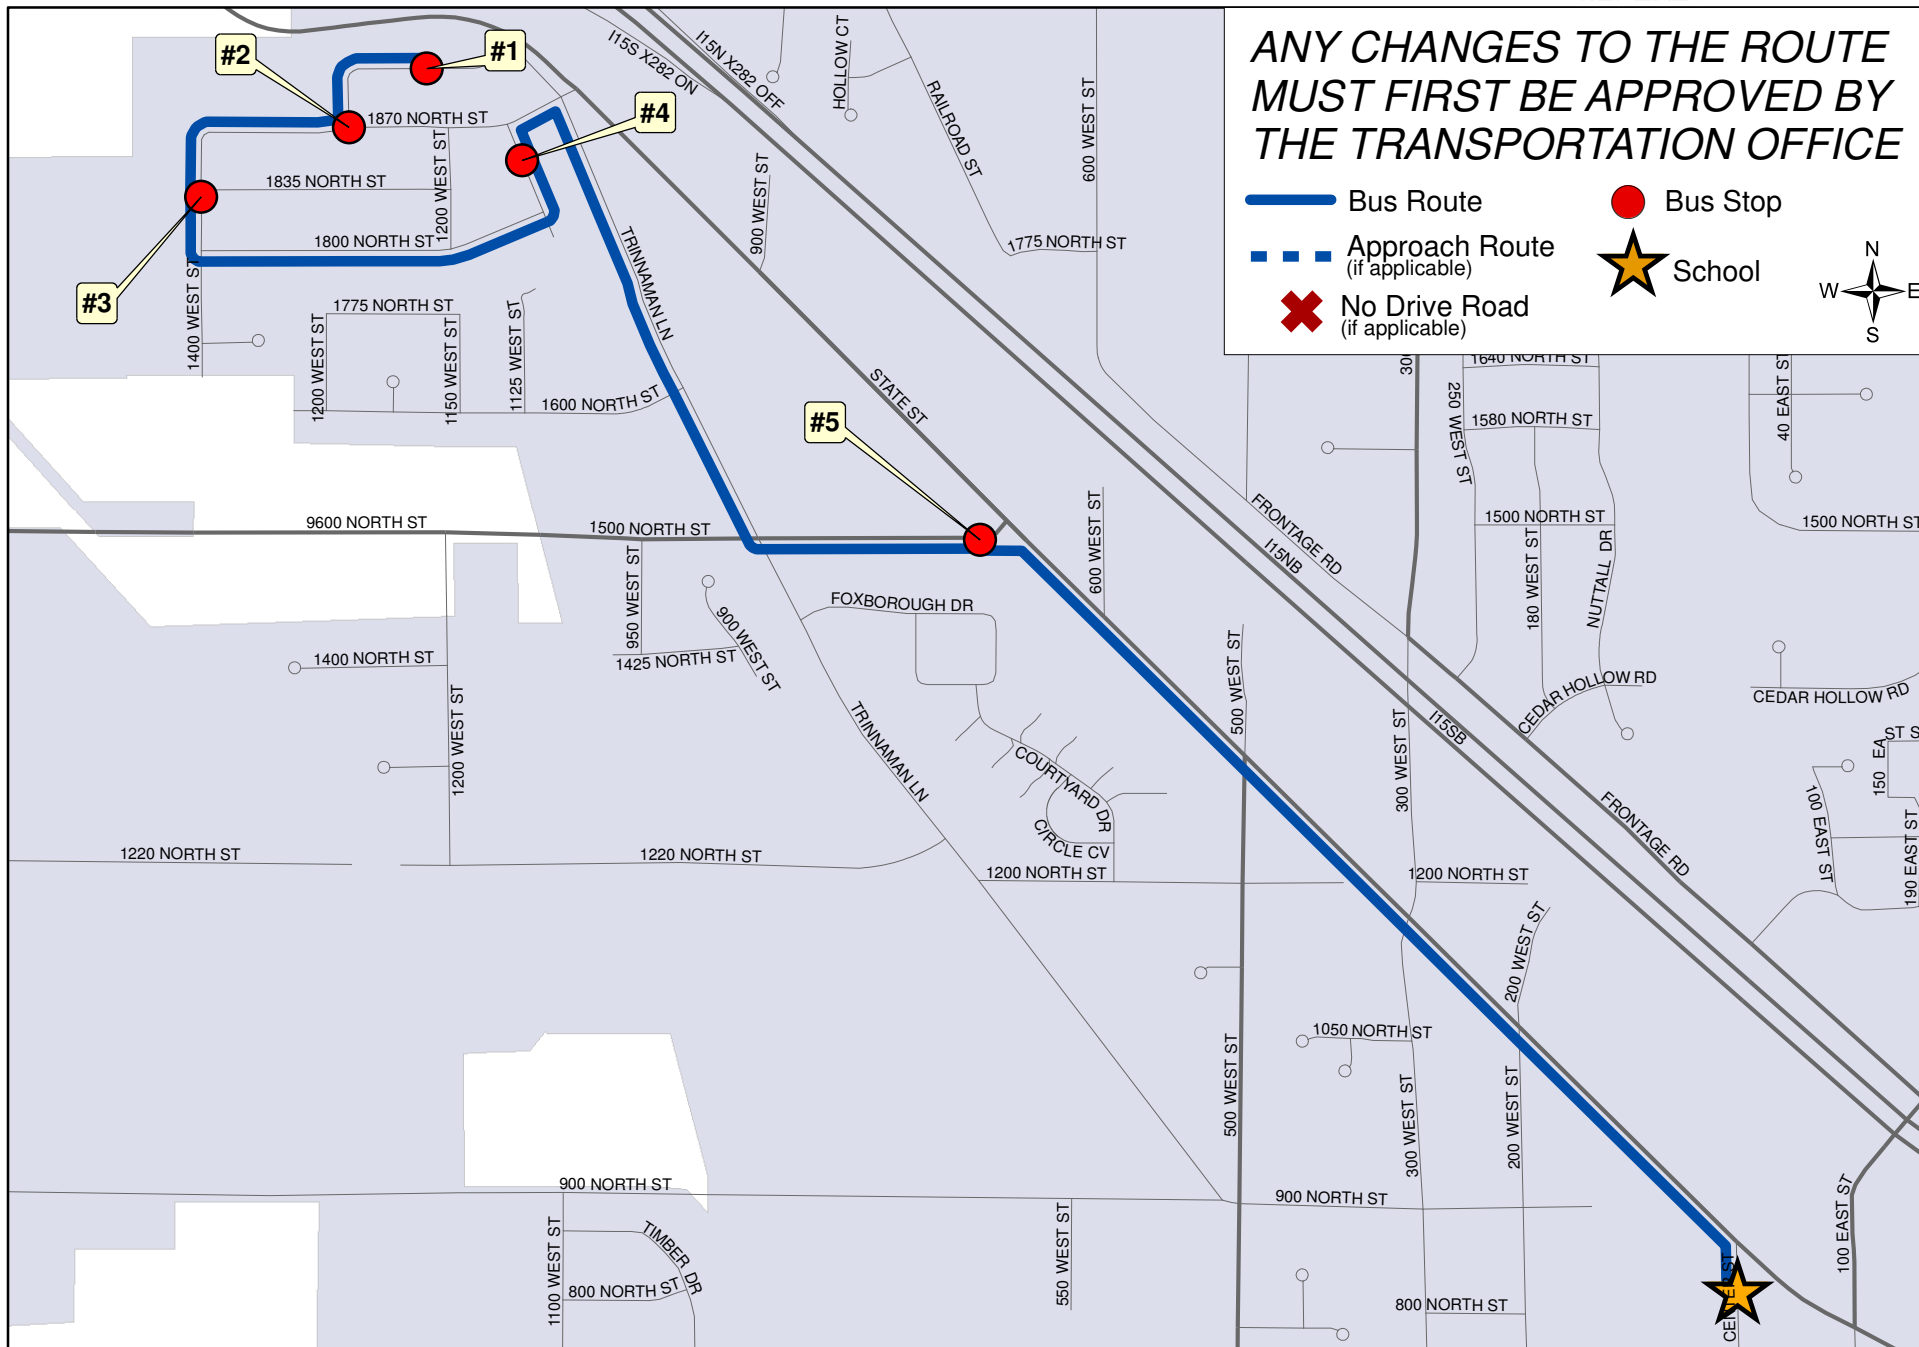 ANY CHANGES TO THE ROUTE
MUST FIRST BE APPROVED BY
THE TRANSPORTATION OFFICE
Bus Route
Bus Stop
Approach Route
(if applicable)
School
No Drive Road
(if applicable)
N
W
E
S
#1
#2
#3
#4
#5
I15S X282 ON
I15N X282 OFF
HOLLOW CT
RAILROAD ST
600 WEST ST
1870 NORTH ST
1200 WEST ST
1835 NORTH ST
1800 NORTH ST
900 WEST ST
1775 NORTH ST
TRINNAMAN LN
1400 WEST ST
1775 NORTH ST
1200 WEST ST
1150 WEST ST
1125 WEST ST
1600 NORTH ST
STATE ST
1640 NORTH ST
250 WEST ST
1580 NORTH ST
40 EAST ST
9600 NORTH ST
1500 NORTH ST
950 WEST ST
900 WEST ST
1425 NORTH ST
600 WEST ST
FRONTAGE RD
I15NB
1500 NORTH ST
180 WEST ST
NUTTALL DR
1500 NORTH ST
FOXBOROUGH DR
1400 NORTH ST
1200 WEST ST
500 WEST ST
CEDAR HOLLOW RD
CEDAR HOLLOW RD
TRINNAMAN LN
COURTYARD DR
CIRCLE CV
300 WEST ST
I15SB
FRONTAGE RD
100 EAST ST
150 EA
ST S
190 EAST ST
1220 NORTH ST
1220 NORTH ST
1200 NORTH ST
1200 NORTH ST
200 WEST ST
1050 NORTH ST
500 WEST ST
300 WEST ST
200 WEST ST
900 NORTH ST
900 NORTH ST
1100 WEST ST
TIMBER DR
800 NORTH ST
550 WEST ST
800 NORTH ST
100 EAST ST